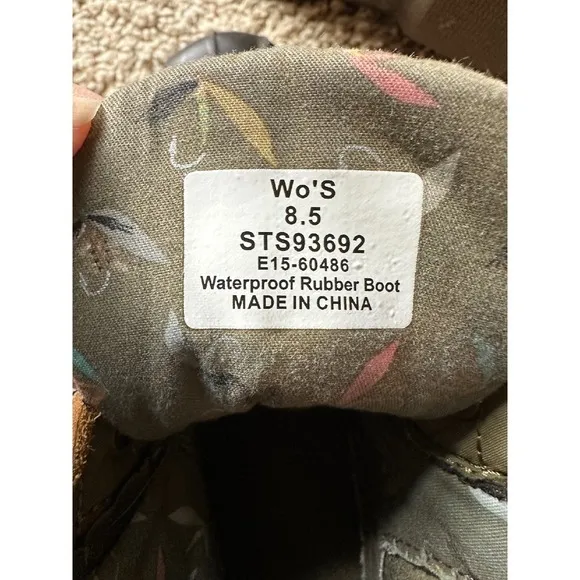 Wo'S
8.5
STS93692
E15-60486
Waterproof Rubber Boot
MADE IN CHINA